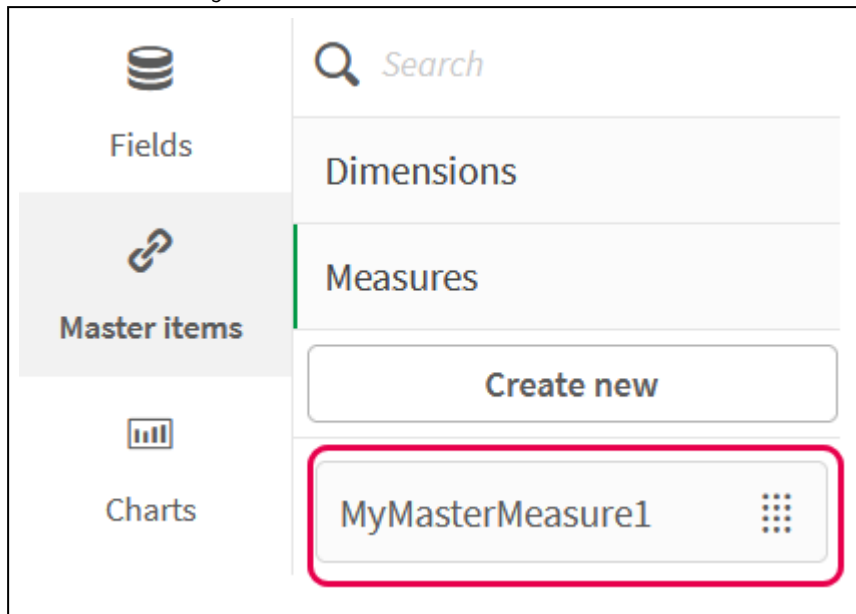 Search
Fields
Dimensions
Measures
Master items
Create new
Charts
MyMasterMeasure1